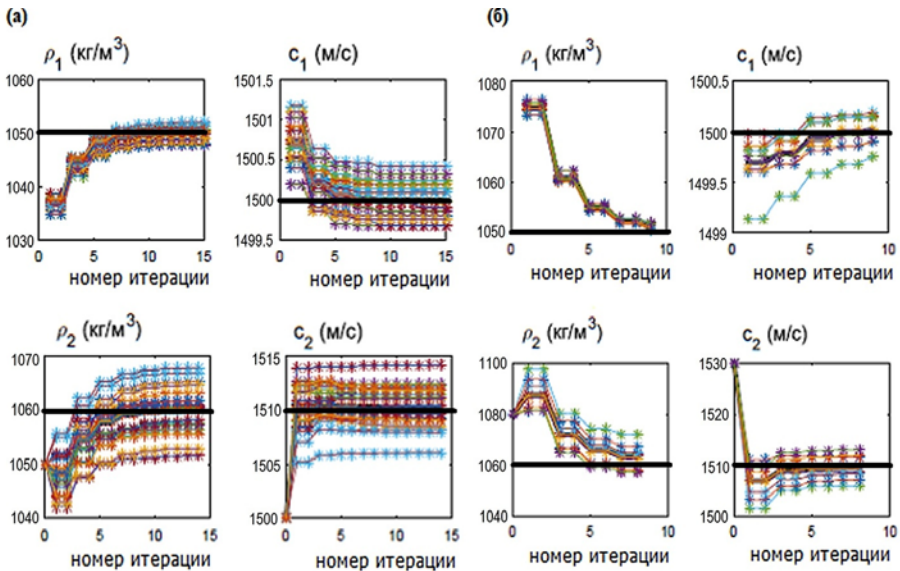 (а)
(б)
ρ1 (кг/м3)
1060
1050
1040
1030
0 5 10 15
номер итерации
c1 (м/с)
1501.5
1501
1500.5
1500
1499.5
0 5 10 15
номер итерации
ρ1 (кг/м3)
1080
1070
1060
1050
0 5 10
номер итерации
c1 (м/с)
1500.5
1500
1499.5
1499
0 5 10
номер итерации
ρ2 (кг/м3)
1070
1060
1050
1040
0 5 10 15
номер итерации
c2 (м/с)
1515
1510
1505
1500
0 5 10 15
номер итерации
ρ2 (кг/м3)
1100
1080
1060
1040
0 5 10
номер итерации
c2 (м/с)
1530
1520
1510
1500
0 5 10
номер итерации